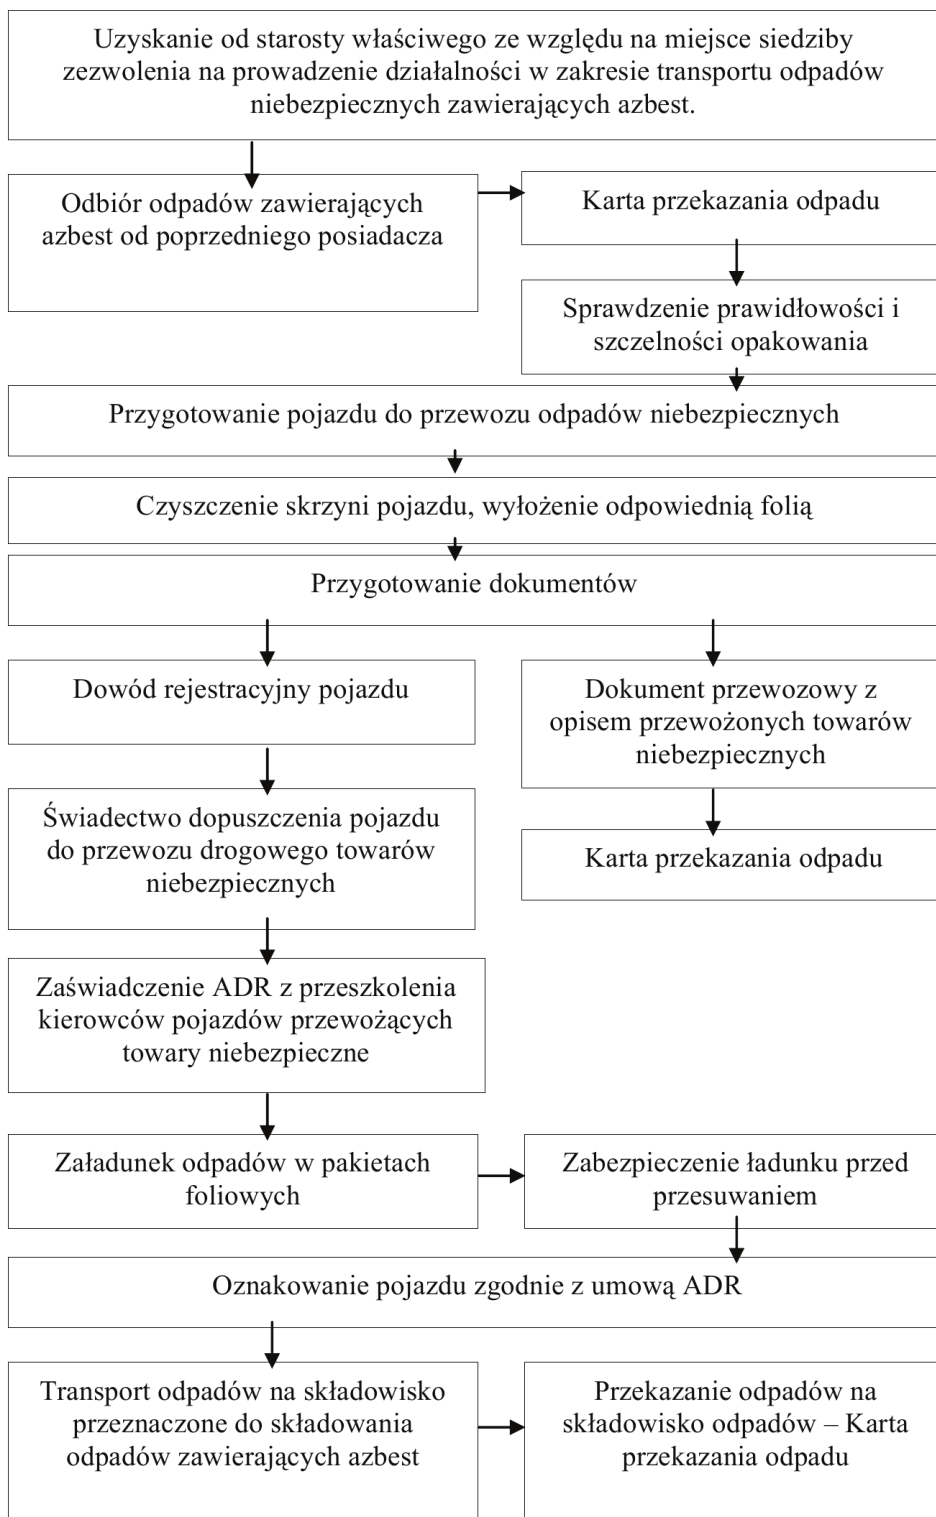 Uzyskanie od starosty właściwego ze względu na miejsce siedziby
zezwolenia na prowadzenie działalności w zakresie transportu odpadów
niebezpiecznych zawierających azbest.
Odbiór odpadów zawierających
azbest od poprzedniego posiadacza
Karta przekazania odpadu
Sprawdzenie prawidłowości i
szczelności opakowania
Przygotowanie pojazdu do przewozu odpadów niebezpiecznych
Czyszczenie skrzyni pojazdu, wyłożenie odpowiednią folią
Przygotowanie dokumentów
Dowód rejestracyjny pojazdu
Świadectwo dopuszczenia pojazdu
do przewozu drogowego towarów
niebezpiecznych
Zaświadczenie ADR z przeszkolenia
kierowców pojazdów przewożących
towary niebezpieczne
Dokument przewozowy z
opisem przewożonych towarów
niebezpiecznych
Karta przekazania odpadu
Załadunek odpadów w pakietach
foliowych
Zabezpieczenie ładunku przed
przesuwaniem
Oznakowanie pojazdu zgodnie z umową ADR
Transport odpadów na składowisko
przeznaczone do składowania
odpadów zawierających azbest
Przekazanie odpadów na
składowisko odpadów – Karta
przekazania odpadu